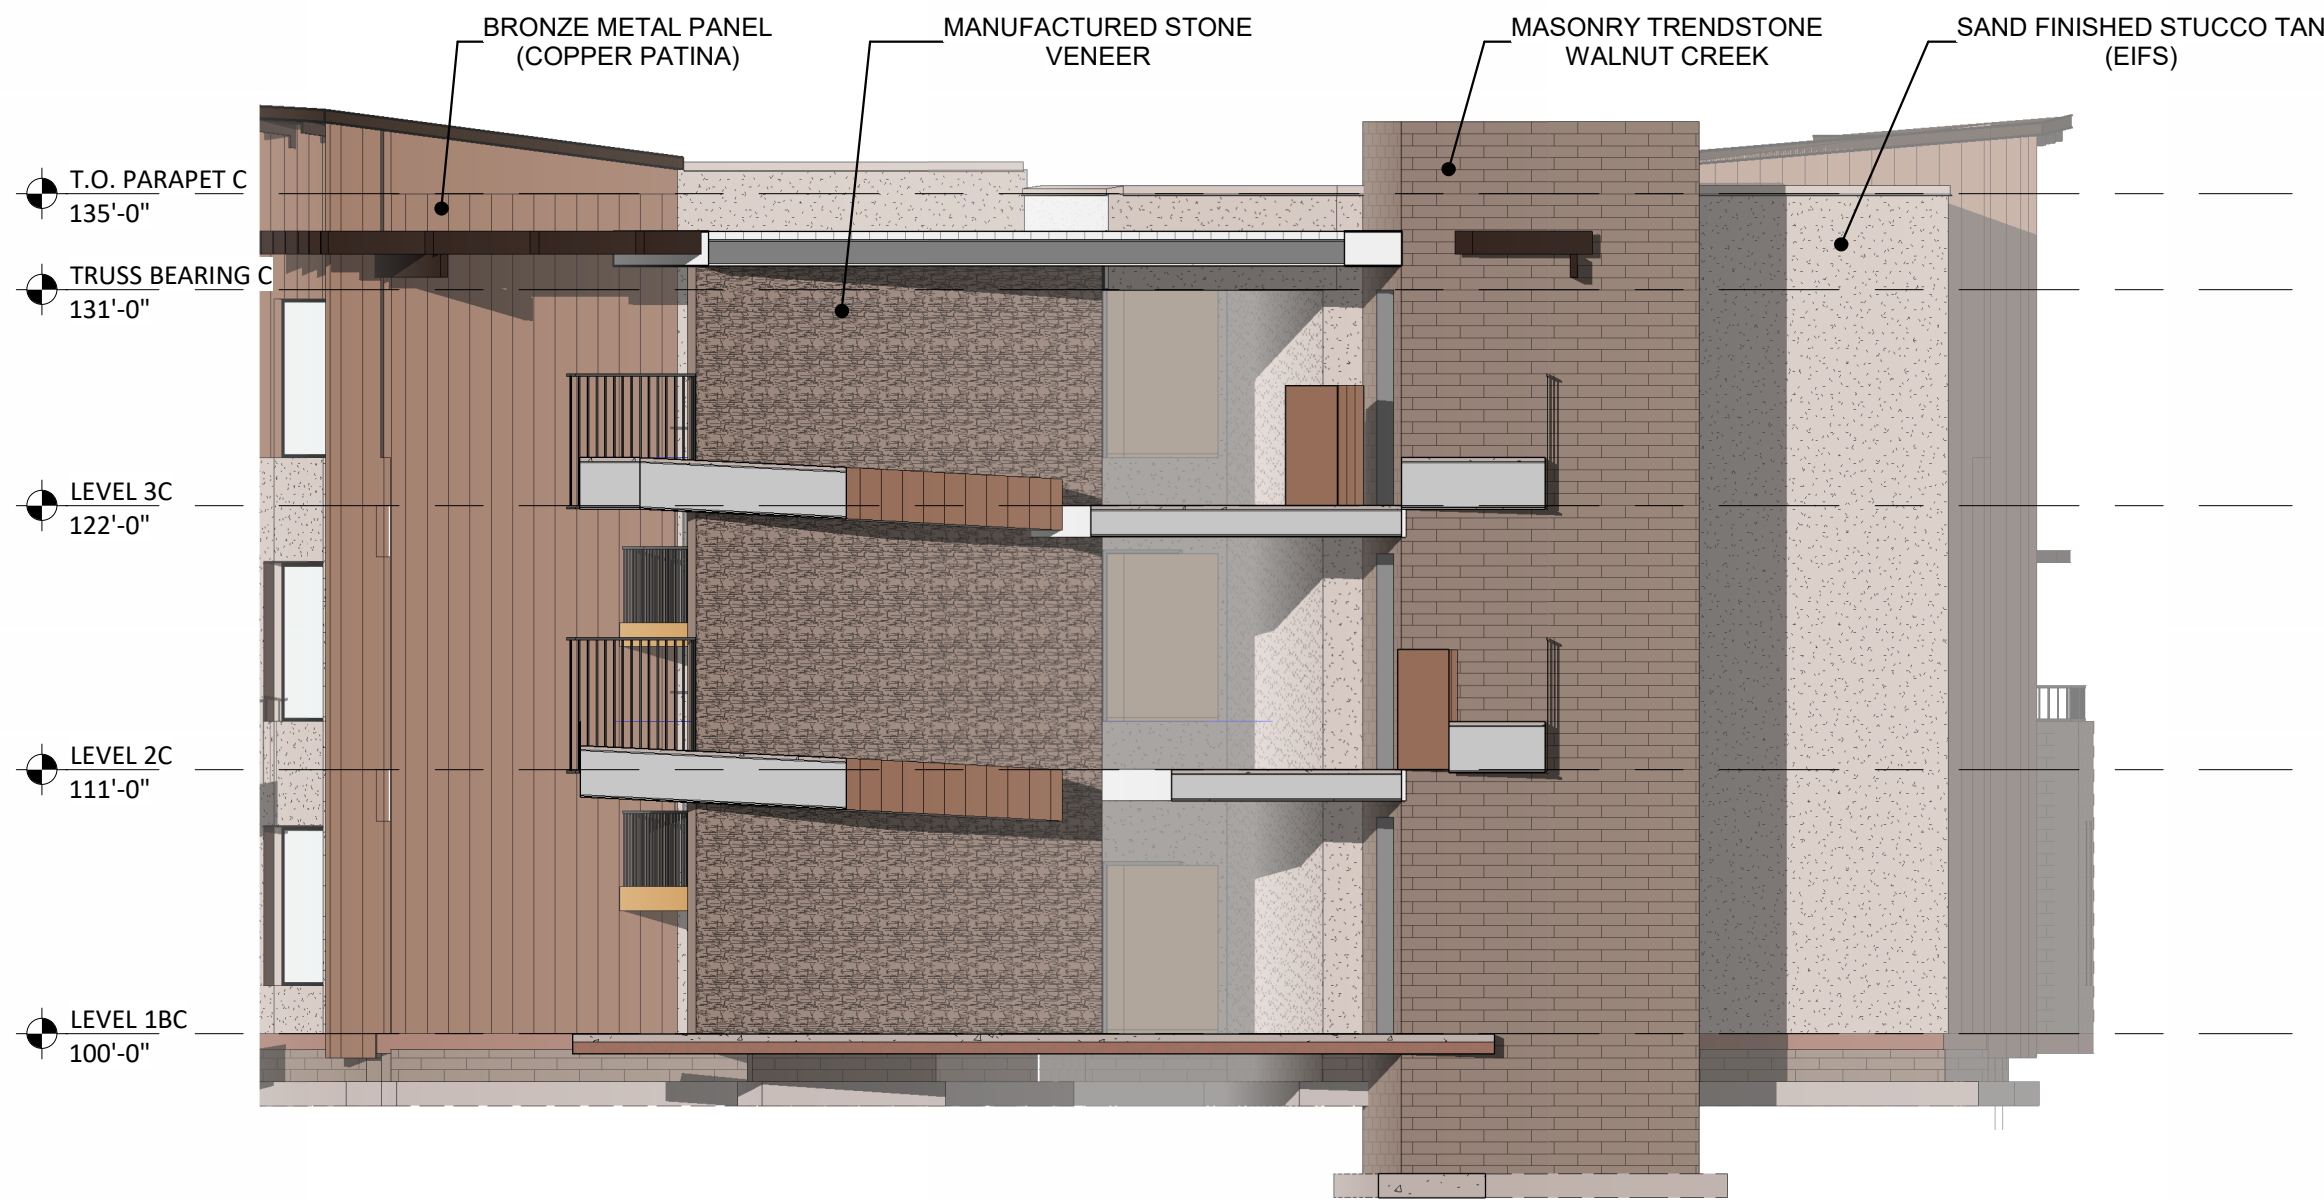 BRONZE METAL PANEL
(COPPER PATINA)
MANUFACTURED STONE
VENEER
MASONRY TRENDSTONE
WALNUT CREEK
SAND FINISHED STUCCO TAN
(EIFS)
T.O. PARAPET C
135'-0"
TRUSS BEARING C
131'-0"
LEVEL 3C
122'-0"
LEVEL 2C
111'-0"
LEVEL 1BC
100'-0"